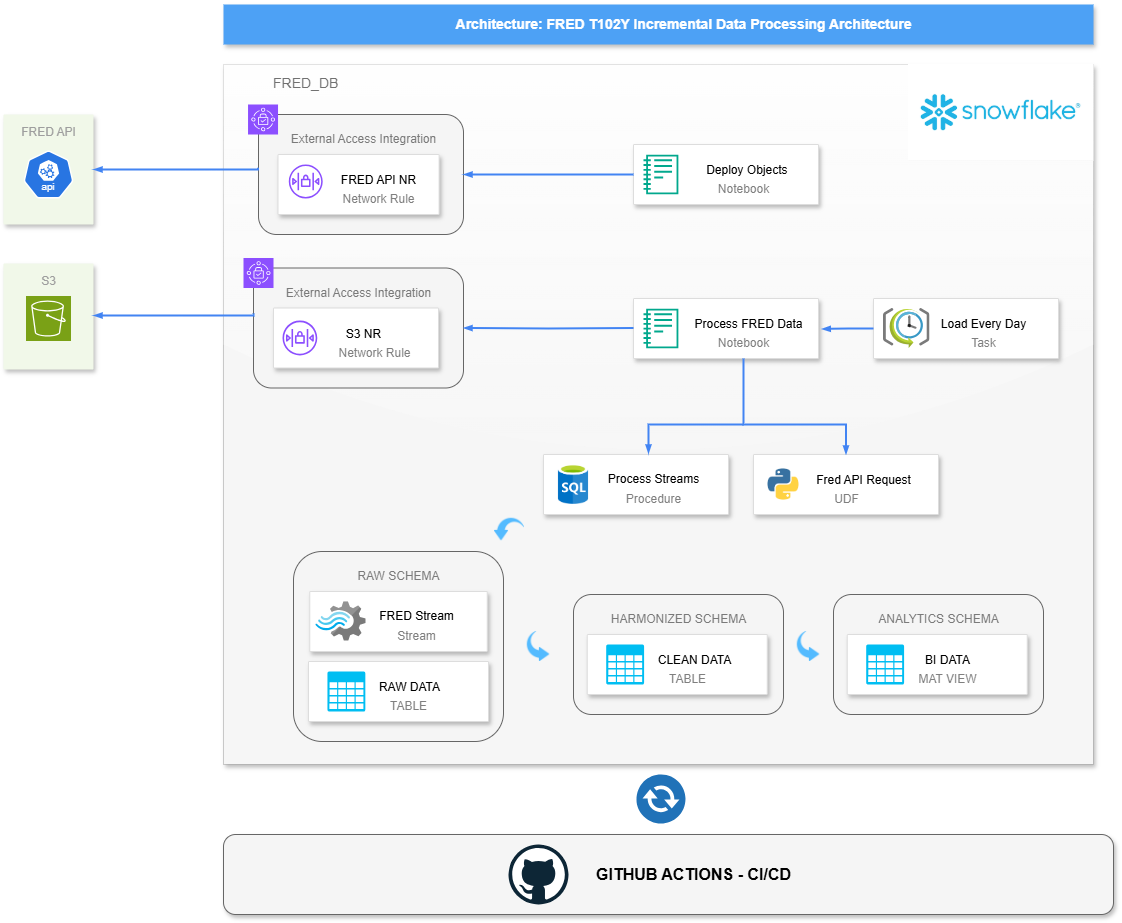 Architecture: FRED T102Y Incremental Data Processing Architecture
FRED_DB
snowflake®
FRED API
api
External Access Integration
FRED API NR
Network Rule
Deploy Objects
Notebook
S3
External Access Integration
S3 NR
Network Rule
Process FRED Data
Notebook
Load Every Day
Task
SQL
Process Streams
Procedure
Fred API Request
UDF
RAW SCHEMA
FRED Stream
Stream
RAW DATA
TABLE
HARMONIZED SCHEMA
CLEAN DATA
TABLE
ANALYTICS SCHEMA
BI DATA
MAT VIEW
GITHUB ACTIONS - CI/CD